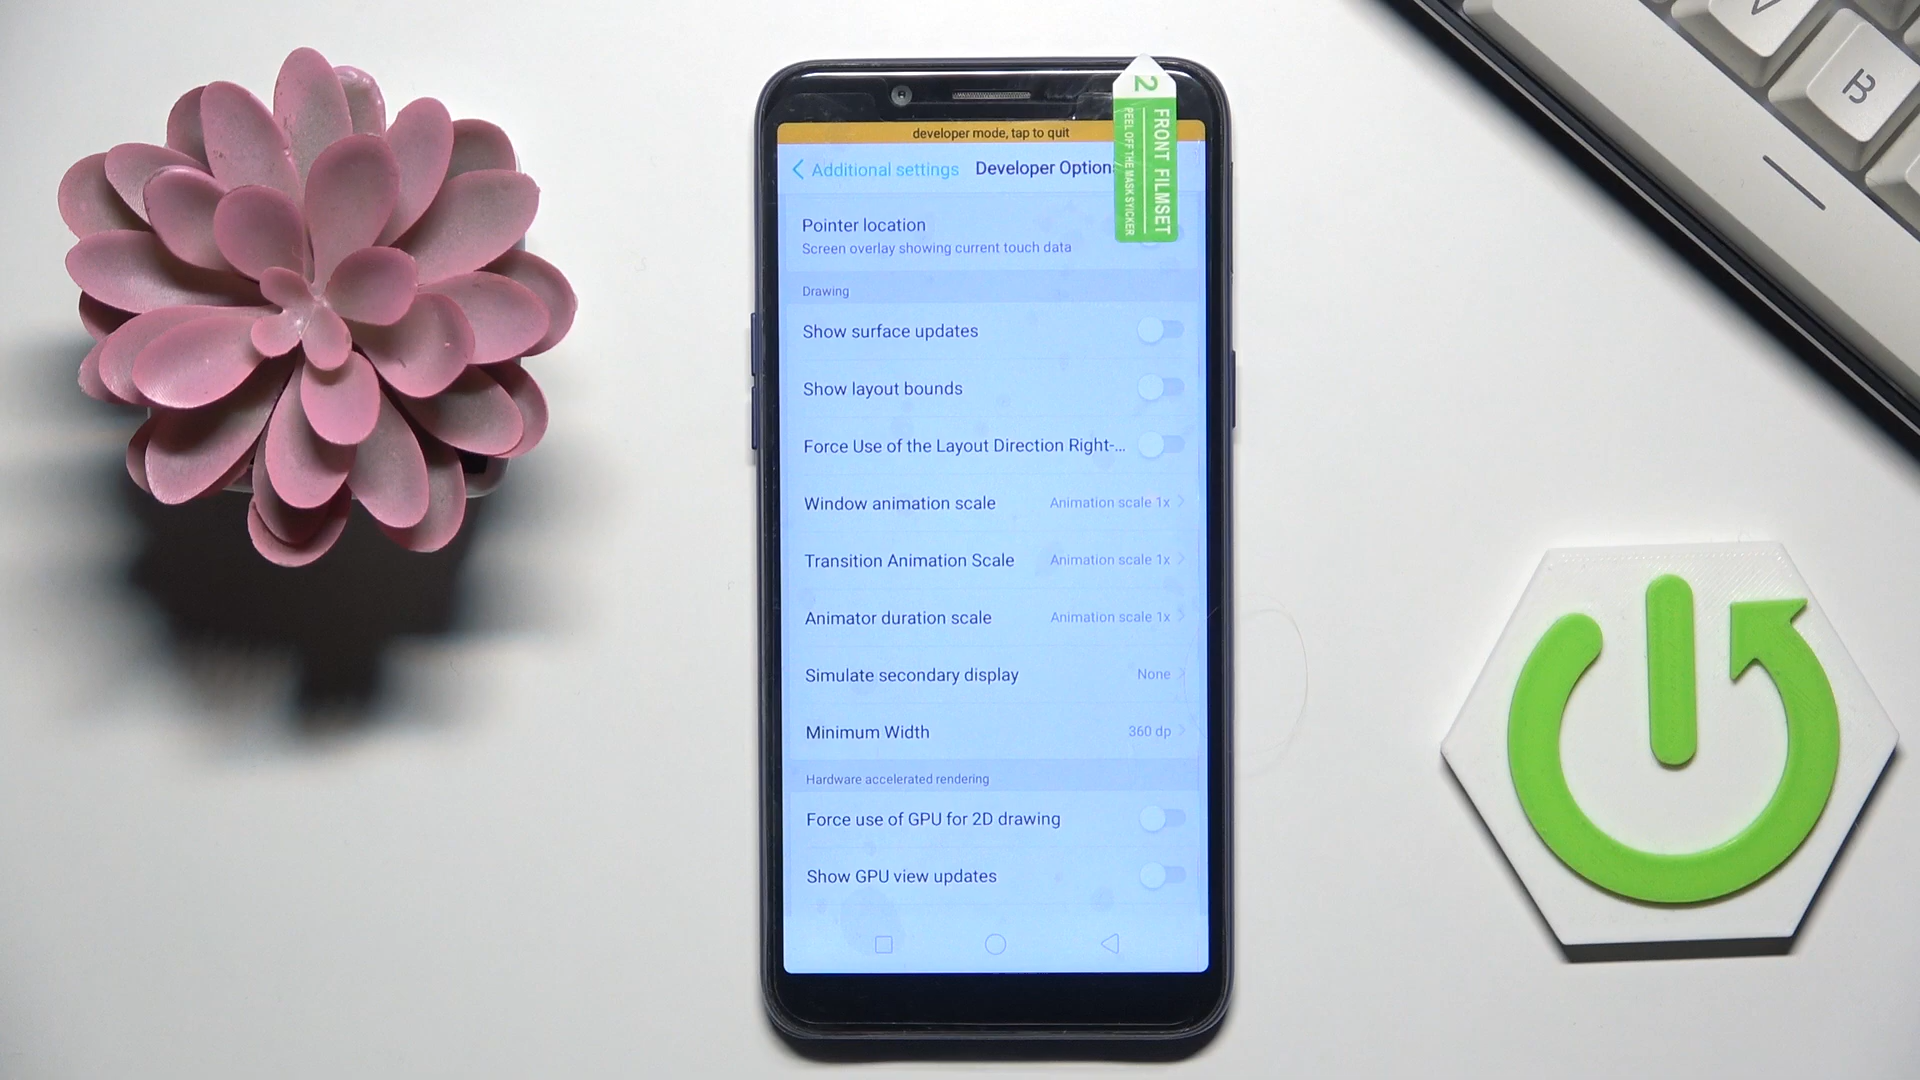 developer mode, tap to quit
Additional settings Developer Option
2 FRONT FILMSET
PEEL OFF THE MASK
Pointer location
Screen overlay showing current touch data
Drawing
Show surface updates
Show layout bounds
Force Use of the Layout Direction Right-...
Window animation scale Animation scale 1x
Transition Animation Scale Animation scale 1x
Animator duration scale Animation scale 1x
Simulate secondary display None
Minimum Width 360 dp
Hardware accelerated rendering
Force use of GPU for 2D drawing
Show GPU view updates
V
B